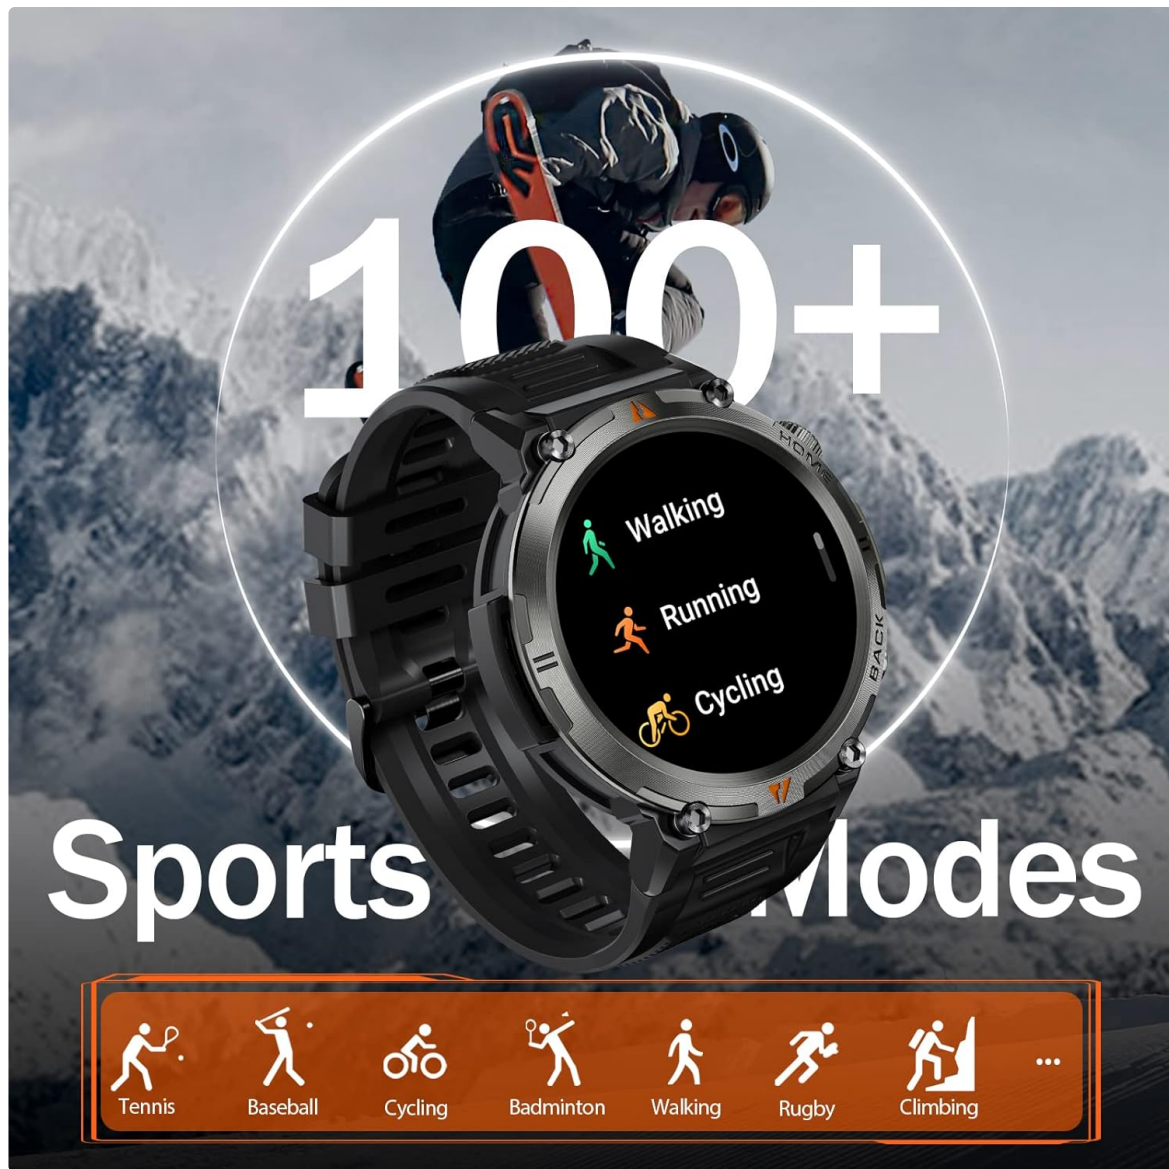 100+
HOME
Walking
Running
Cycling
BACK
Sports Modes
Tennis Baseball Cycling Badminton Walking Rugby Climbing ...